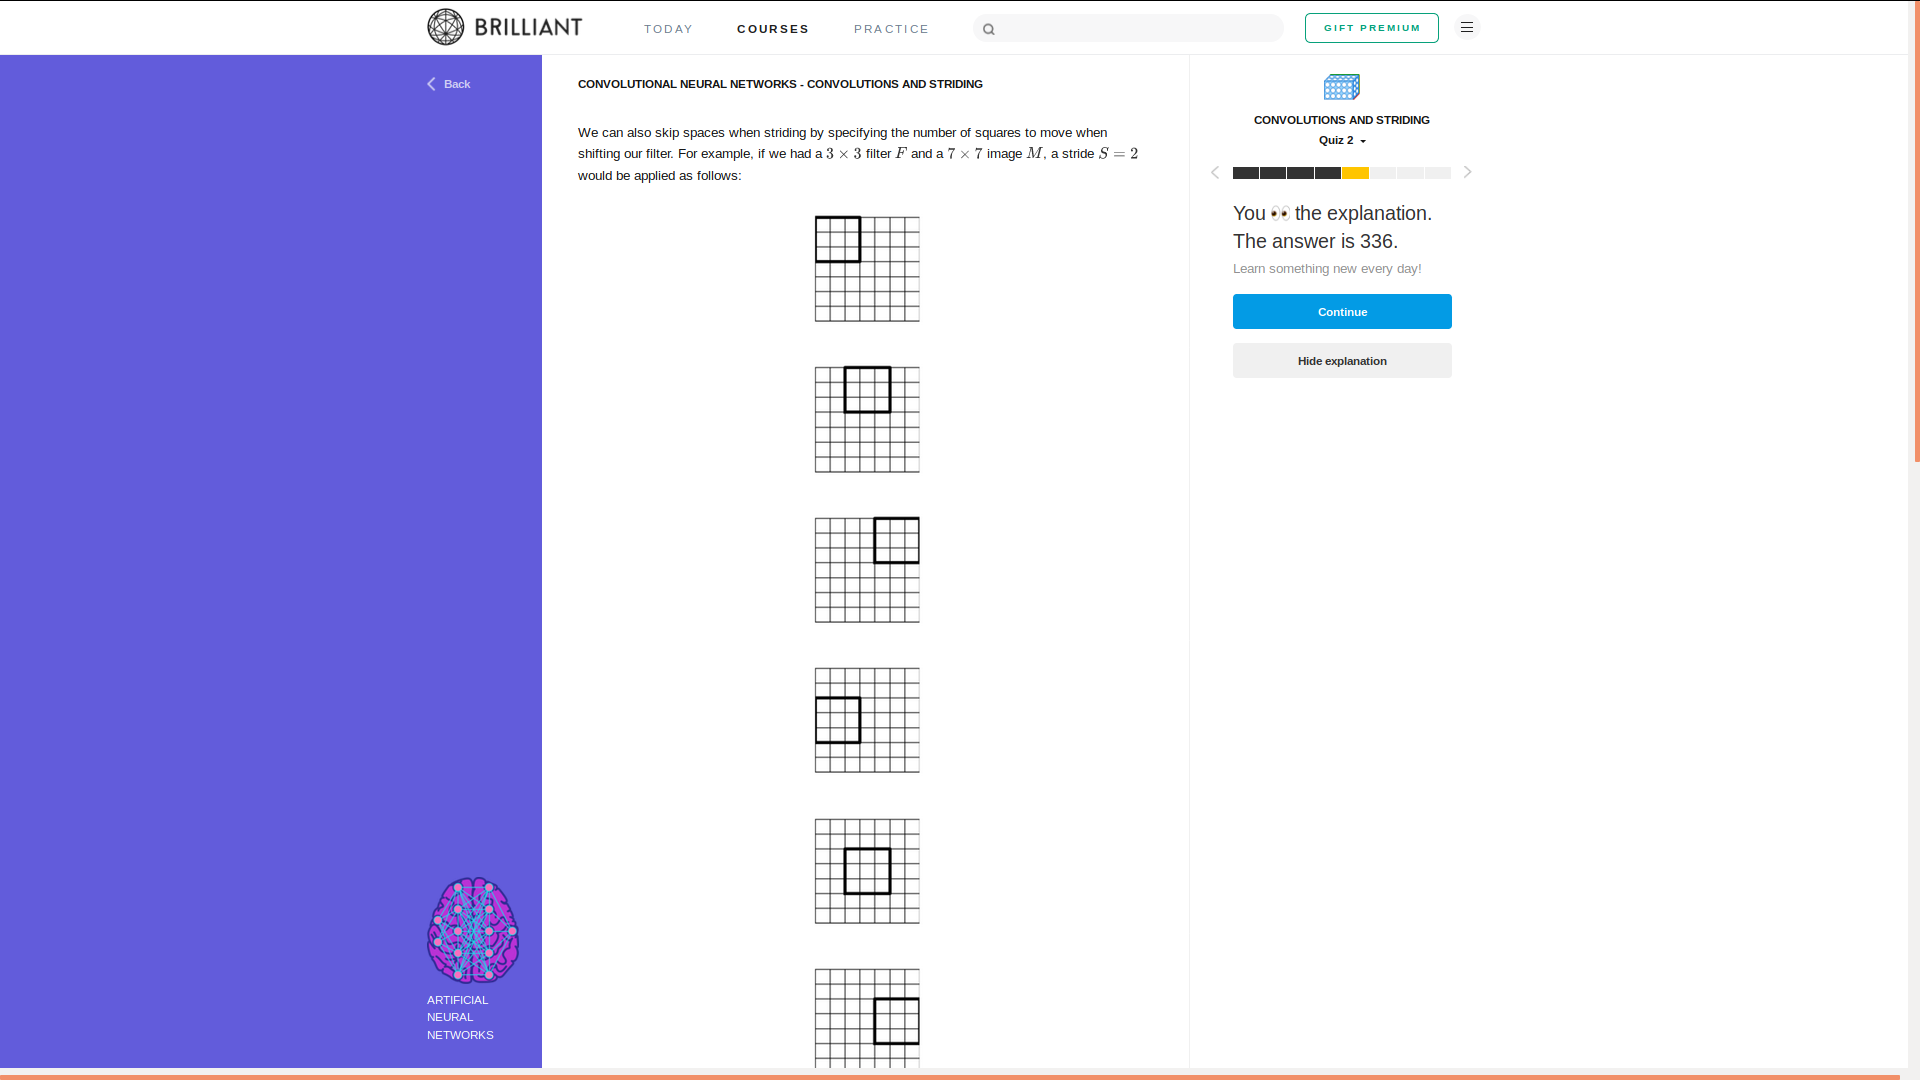 BRILLIANT
TODAY
COURSES
PRACTICE
GIFT PREMIUM
Back
CONVOLUTIONAL NEURAL NETWORKS - CONVOLUTIONS AND STRIDING
We can also skip spaces when striding by specifying the number of squares to move when
shifting our filter. For example, if we had a 3 × 3 filter F and a 7 × 7 image M, a stride S = 2
would be applied as follows:
CONVOLUTIONS AND STRIDING
Quiz 2
You 👀 the explanation.
The answer is 336.
Learn something new every day!
Continue
Hide explanation
ARTIFICIAL
NEURAL
NETWORKS